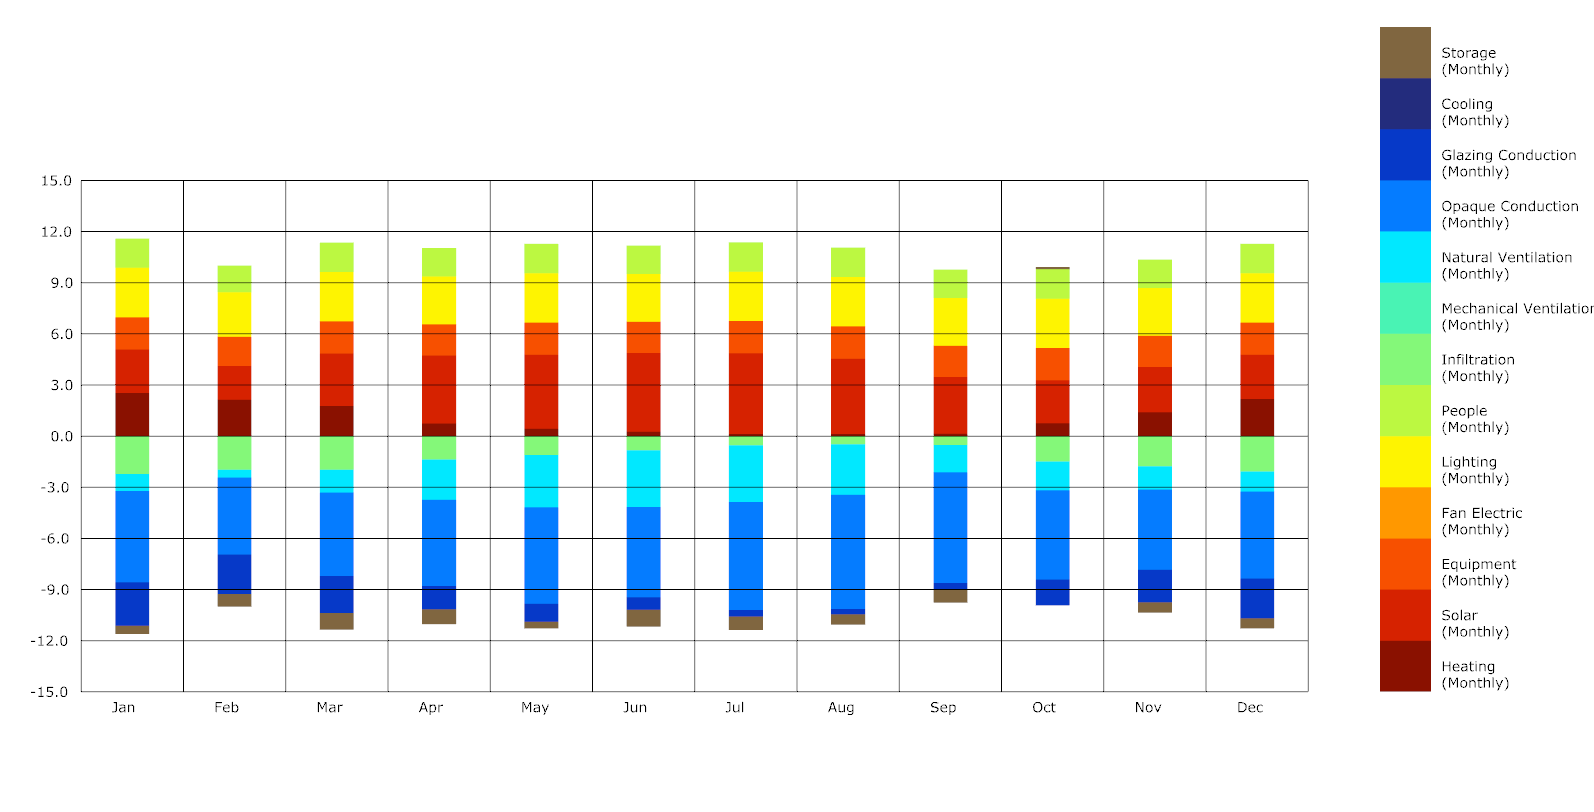 15.0
12.0
9.0
6.0
3.0
0.0
-3.0
-6.0
-9.0
-12.0
-15.0
Jan Feb Mar Apr May Jun Jul Aug Sep Oct Nov Dec
Storage
(Monthly)
Cooling
(Monthly)
Glazing Conduction
(Monthly)
Opaque Conduction
(Monthly)
Natural Ventilation
(Monthly)
Mechanical Ventilation
(Monthly)
Infiltration
(Monthly)
People
(Monthly)
Lighting
(Monthly)
Fan Electric
(Monthly)
Equipment
(Monthly)
Solar
(Monthly)
Heating
(Monthly)